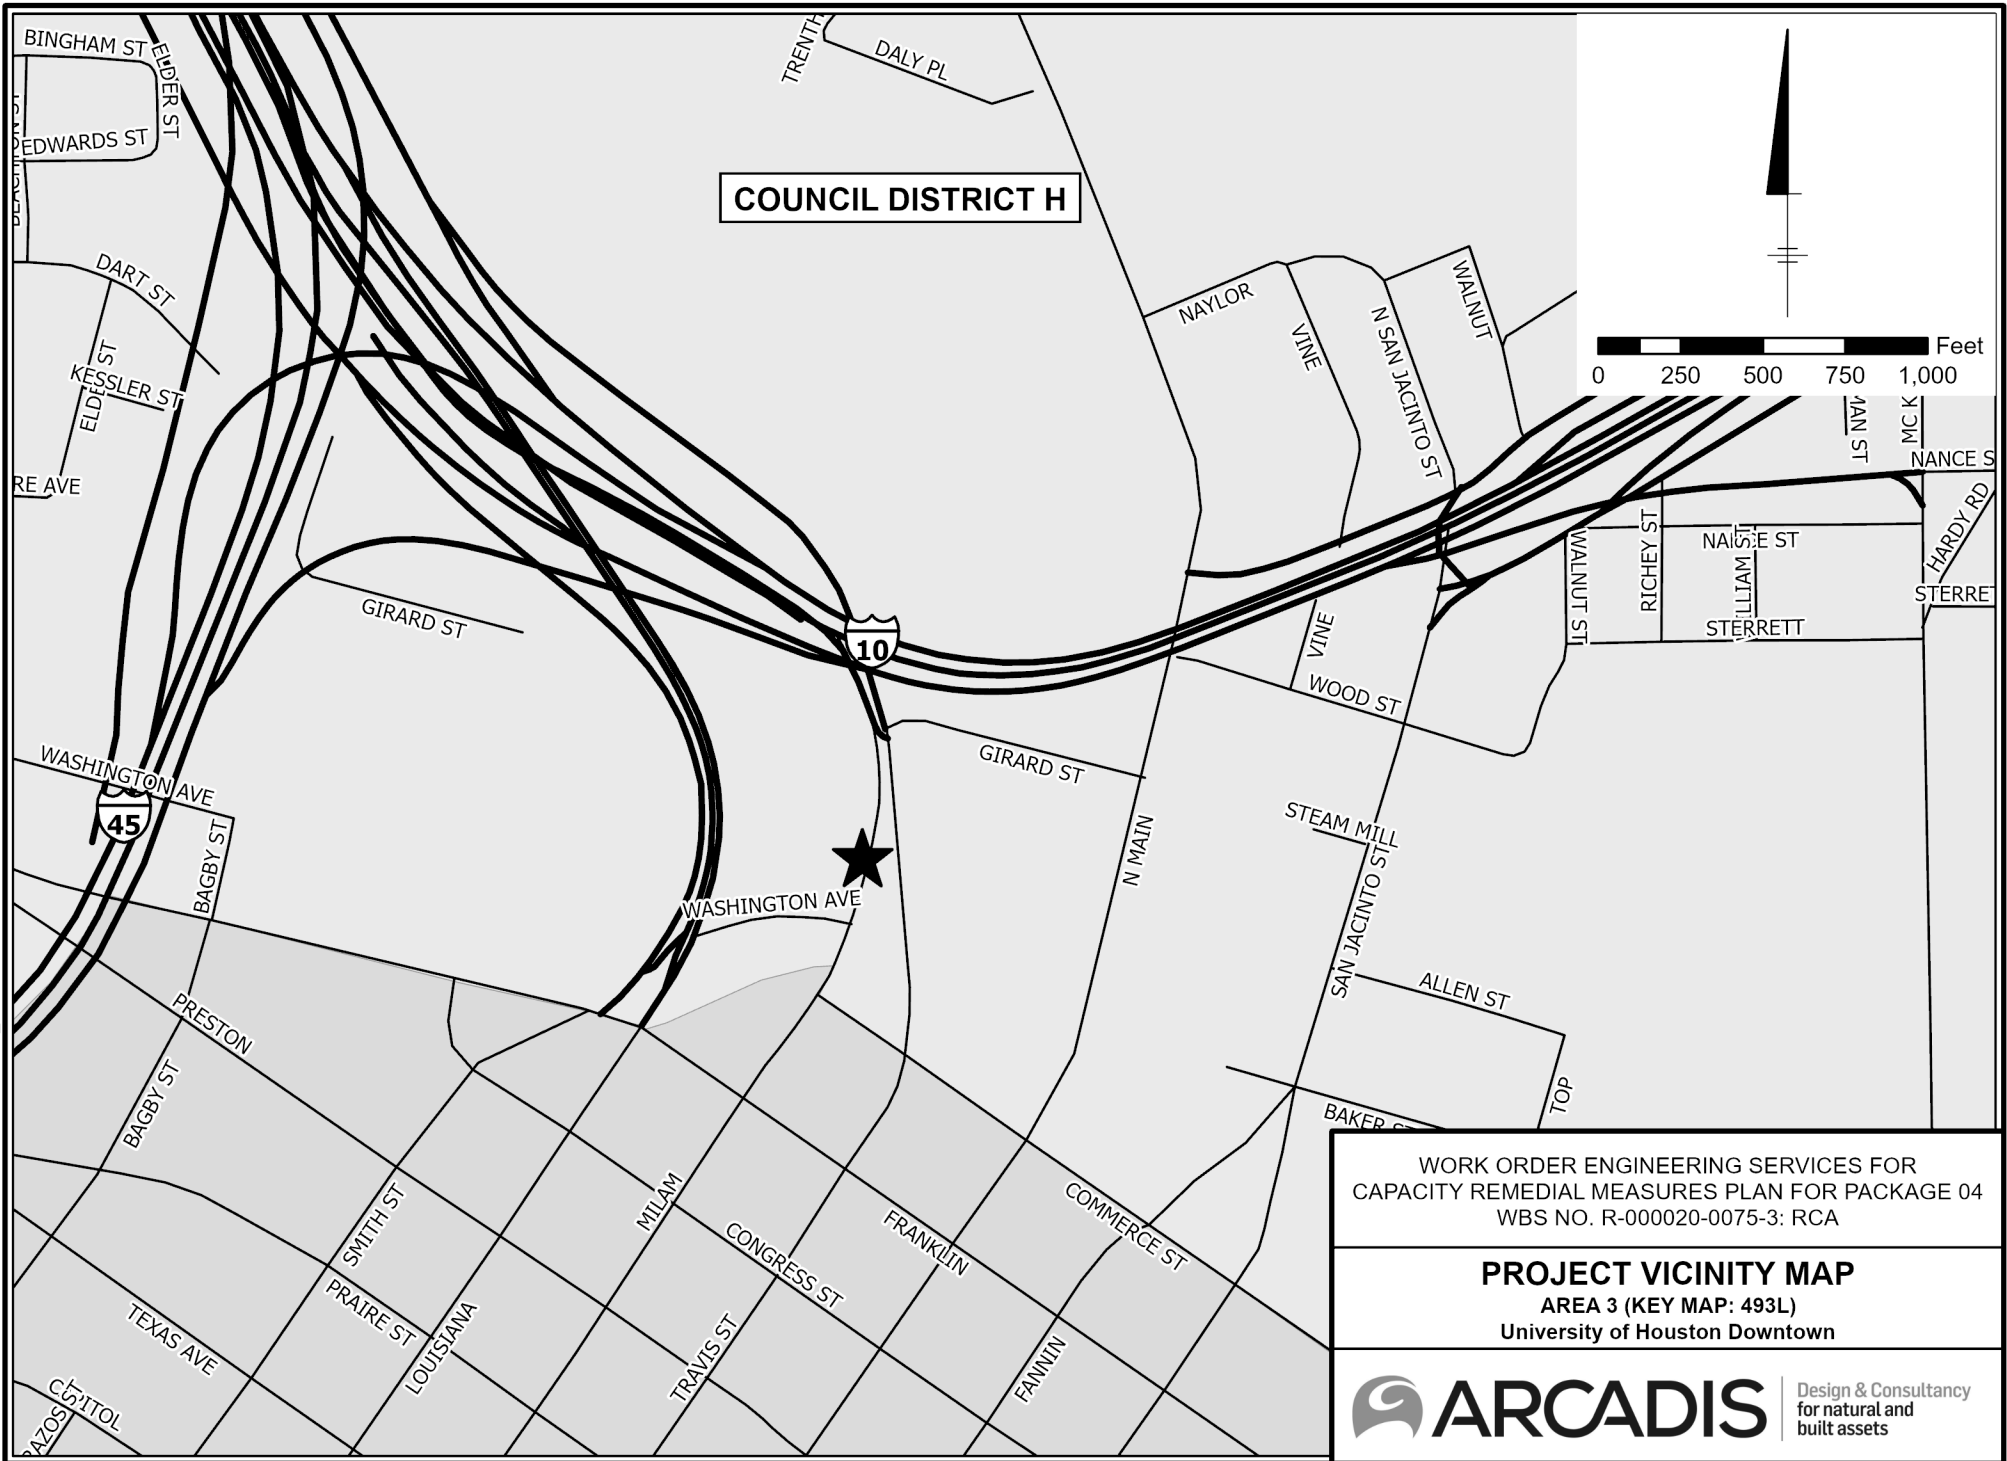 BINGHAM ST
ELDER ST
TRENTH
DALY PL
EDWARDS ST
COUNCIL DISTRICT H
DART ST
NAYLOR
VINE
N SAN JACINTO ST
WALNUT
Feet
0 250 500 750 1,000
ELDE ST
KESSLER ST
MAN ST
MC K
NANCE S
RE AVE
HARDY RD
WALNUT ST
RICHEY ST
ST
STERRET
STERRETT
GIRARD ST
10
VINE
WOOD ST
GIRARD ST
WASHINGTON AVE
45
BAGBY ST
N MAIN
STEAM MILL
SAN JACINTO ST
WASHINGTON AVE
ALLEN ST
PRESTON
BAGBY ST
TOP
BAKER ST
SMITH ST
MILAM
COMMERCE ST
FRANKLIN
CONGRESS ST
PRAIRE ST
TEXAS AVE
LOUISIANA
TRAVIS ST
FANNIN
WORK ORDER ENGINEERING SERVICES FOR
CAPACITY REMEDIAL MEASURES PLAN FOR PACKAGE 04
WBS NO. R-000020-0075-3: RCA
PROJECT VICINITY MAP
AREA 3 (KEY MAP: 493L)
University of Houston Downtown
ARCADIS
Design & Consultancy
for natural and
built assets